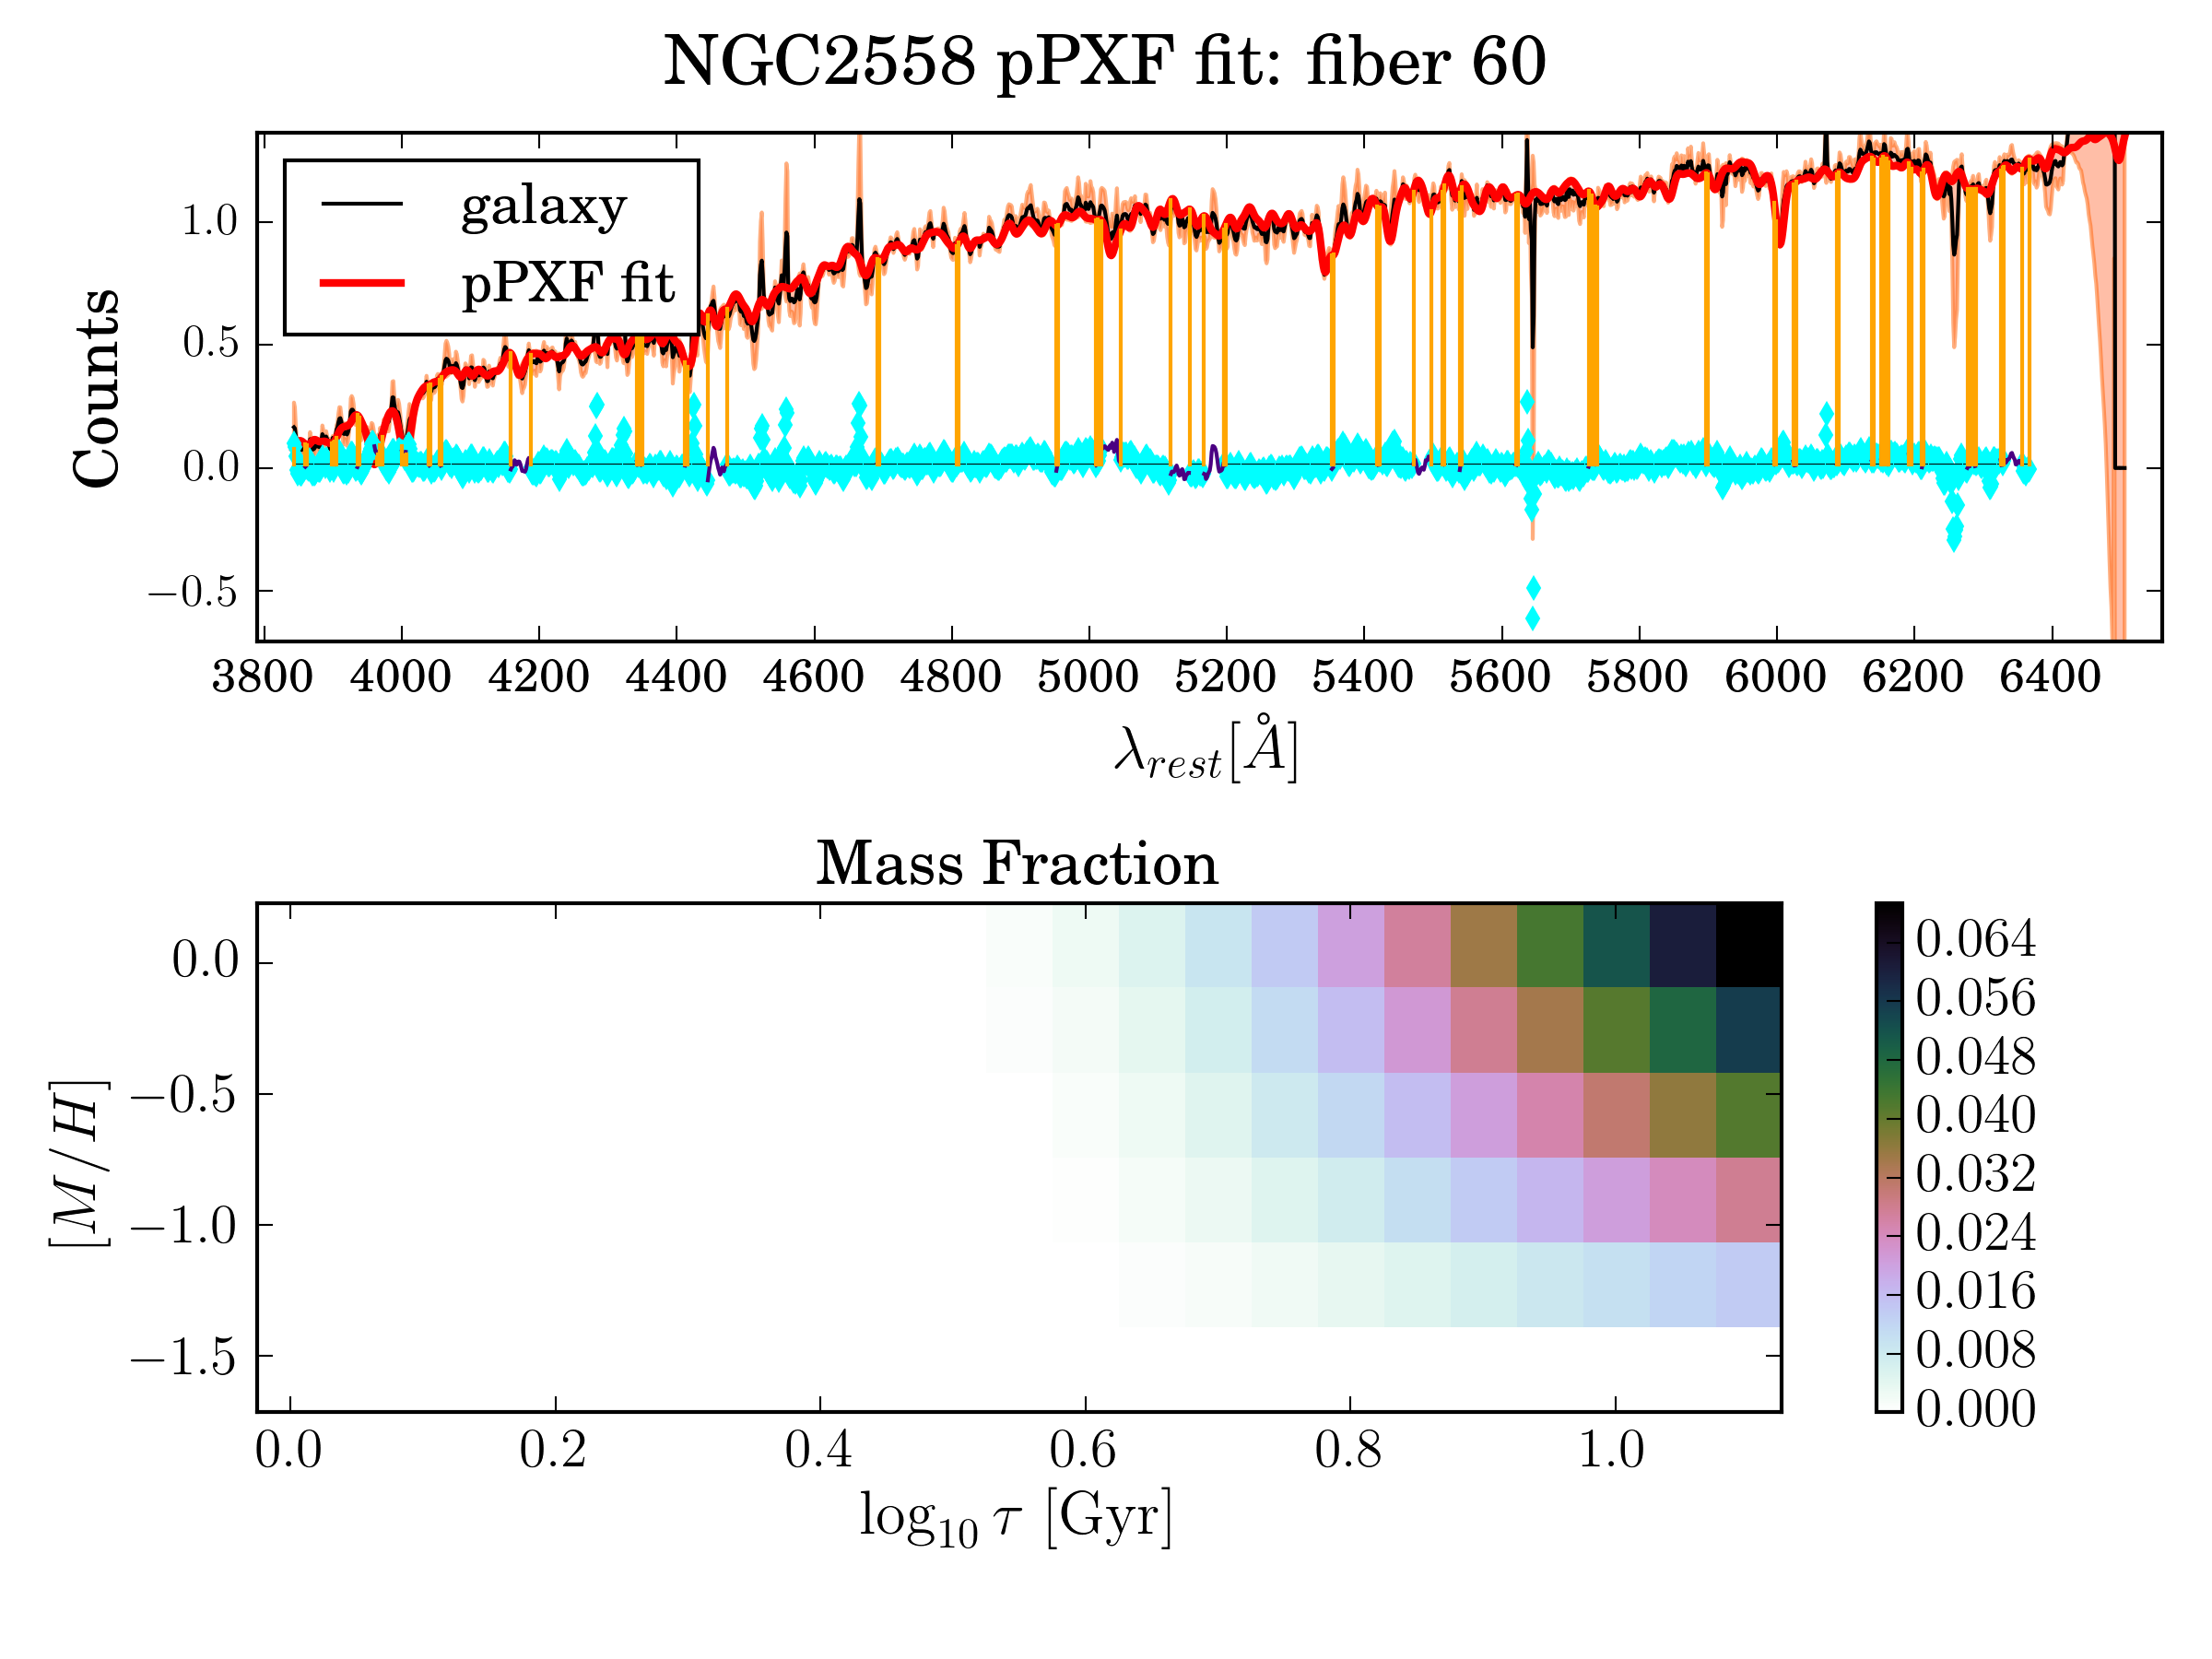 NGC2558 pPXF fit: fiber 60
galaxy
pPXF fit
Counts
1.0
0.5
0.0
−0.5
3800 4000 4200 4400 4600 4800 5000 5200 5400 5600 5800 6000 6200 6400
λ_rest[Å]
Mass Fraction
[M/H]
0.0
−0.5
−1.0
−1.5
0.0 0.2 0.4 0.6 0.8 1.0
log₁₀ τ [Gyr]
0.064
0.056
0.048
0.040
0.032
0.024
0.016
0.008
0.000